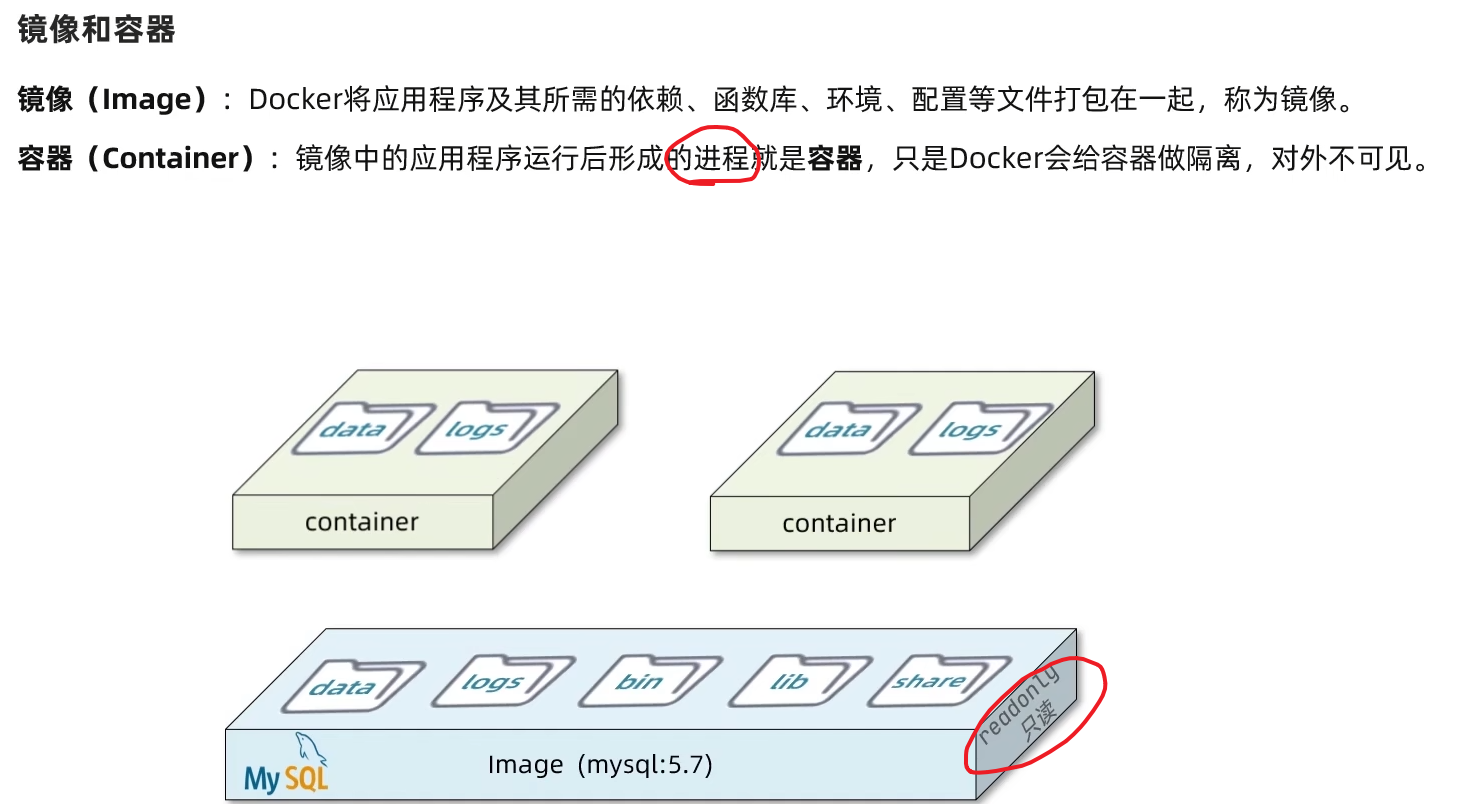 镜像和容器
镜像（Image）：Docker将应用程序及其所需的依赖、函数库、环境、配置等文件打包在一起，称为镜像。
容器（Container）：镜像中的应用程序运行后形成的进程就是容器，只是Docker会给容器做隔离，对外不可见。
data logs
data logs
container
container
data logs bin lib share
readonly
只读
MySQL
Image (mysql:5.7)